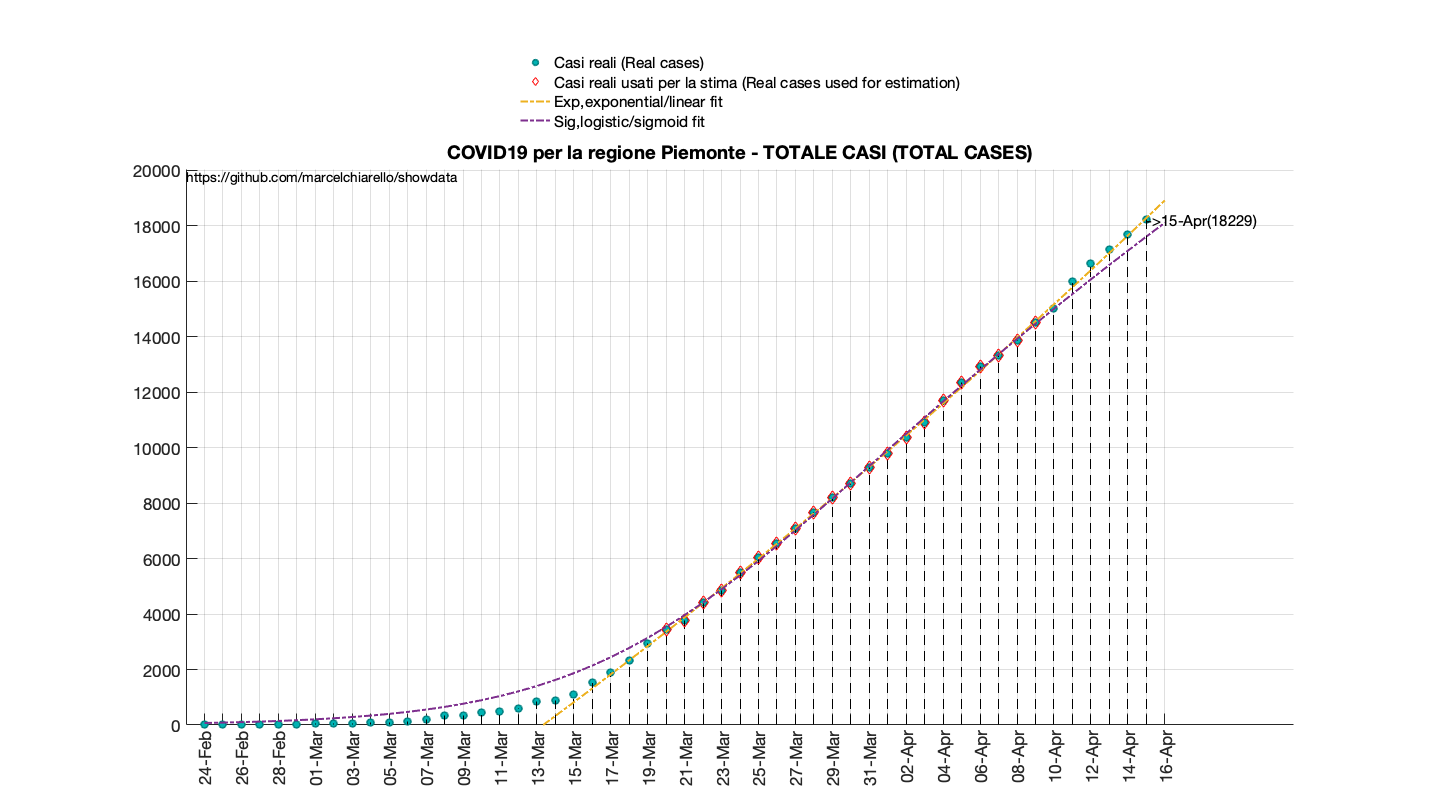 Casi reali (Real cases)
Casi reali usati per la stima (Real cases used for estimation)
Exp,exponential/linear fit
Sig,logistic/sigmoid fit
COVID19 per la regione Piemonte - TOTALE CASI (TOTAL CASES)
https://github.com/marcelchiarello/showdata
20000
18000
16000
14000
12000
10000
8000
6000
4000
2000
0
->15-Apr(18229)
24-Feb
26-Feb
28-Feb
01-Mar
03-Mar
05-Mar
07-Mar
09-Mar
11-Mar
13-Mar
15-Mar
17-Mar
19-Mar
21-Mar
23-Mar
25-Mar
27-Mar
29-Mar
31-Mar
02-Apr
04-Apr
06-Apr
08-Apr
10-Apr
12-Apr
14-Apr
16-Apr